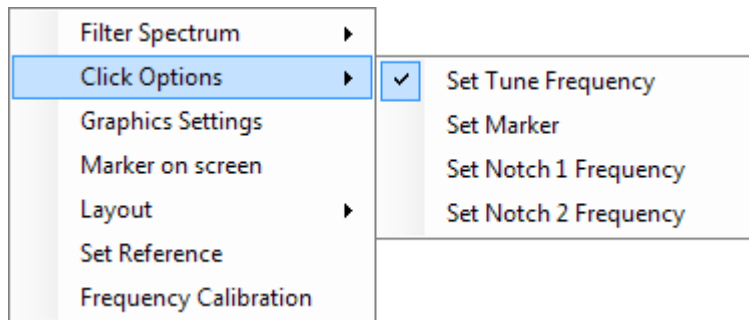 Filter Spectrum
Click Options
Graphics Settings
Marker on screen
Layout
Set Reference
Frequency Calibration
Set Tune Frequency
Set Marker
Set Notch 1 Frequency
Set Notch 2 Frequency